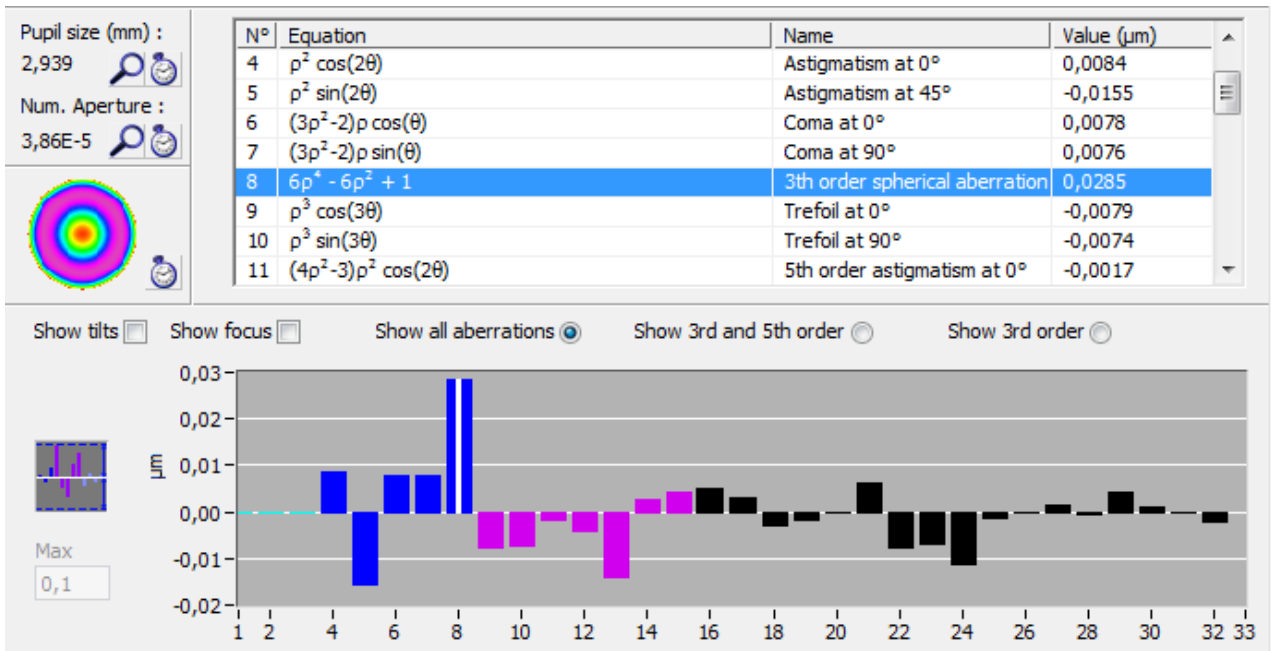 Pupil size (mm) :
2,939
Num. Aperture :
3,86E-5
N° Equation Name Value (µm)
4 ρ² cos(2θ) Astigmatism at 0° 0,0084
5 ρ² sin(2θ) Astigmatism at 45° -0,0155
6 (3ρ²-2)ρ cos(θ) Coma at 0° 0,0078
7 (3ρ²-2)ρ sin(θ) Coma at 90° 0,0076
8 6ρ⁴ - 6ρ² + 1 3th order spherical aberration 0,0285
9 ρ³ cos(3θ) Trefoil at 0° -0,0079
10 ρ³ sin(3θ) Trefoil at 90° -0,0074
11 (4ρ²-3)ρ² cos(2θ) 5th order astigmatism at 0° -0,0017
Show tilts Show focus Show all aberrations Show 3rd and 5th order Show 3rd order
0,03
0,02
0,01
0,00
-0,01
-0,02
µm
Max
0,1
1 2 4 6 8 10 12 14 16 18 20 22 24 26 28 30 32 33